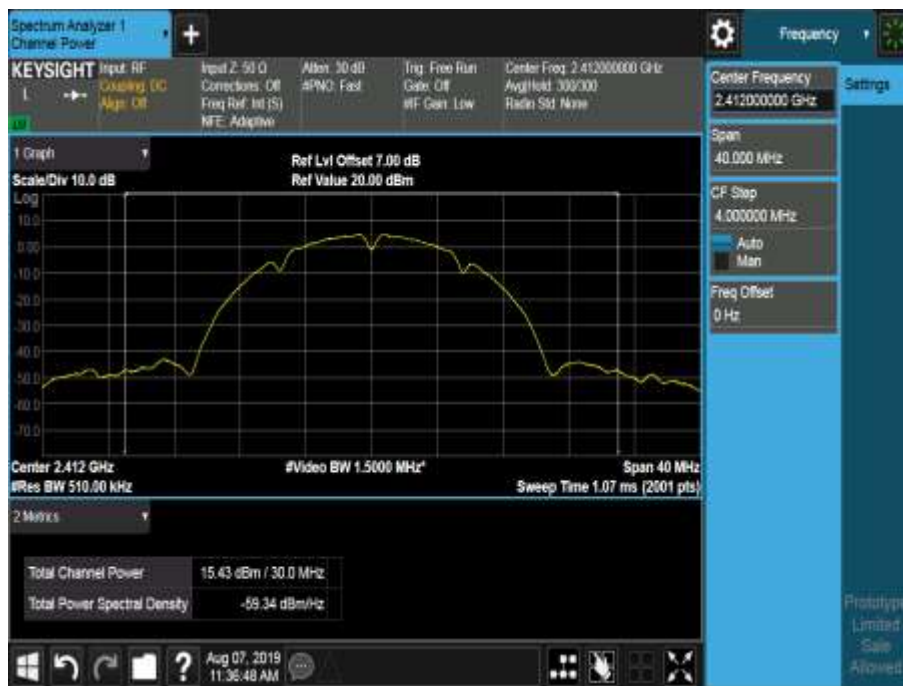 Spectrum Analyzer 1
Channel Power
Frequency
KEYSIGHT
Input: RF
Coupling: DC
Align: Off
Input Z: 50 Ω
Corrections: Off
Freq Ref: Int (S)
NFE: Adaptive
Atten: 30 dB
#PNO: Fast
Trig: Free Run
Gate: Off
#IF Gain: Low
Center Freq: 2.412000000 GHz
Avg|Hold: 300/300
Radio Std: None
Center Frequency
2.412000000 GHz
Settings
Span
40.000 MHz
CF Step
4.000000 MHz
Auto
Man
Freq Offset
0 Hz
1 Graph
Scale/Div 10.0 dB
Ref Lvl Offset 7.00 dB
Ref Value 20.00 dBm
Log
10.0
0.00
-10.0
-20.0
-30.0
-40.0
-50.0
-60.0
-70.0
Center 2.412 GHz
#Res BW 510.00 kHz
#Video BW 1.5000 MHz*
Span 40 MHz
Sweep Time 1.07 ms (2001 pts)
2 Metrics
Total Channel Power 15.43 dBm / 30.0 MHz
Total Power Spectral Density -59.34 dBm/Hz
Prototype
Limited
Sale
Allowed
Aug 07, 2019
11:36:48 AM